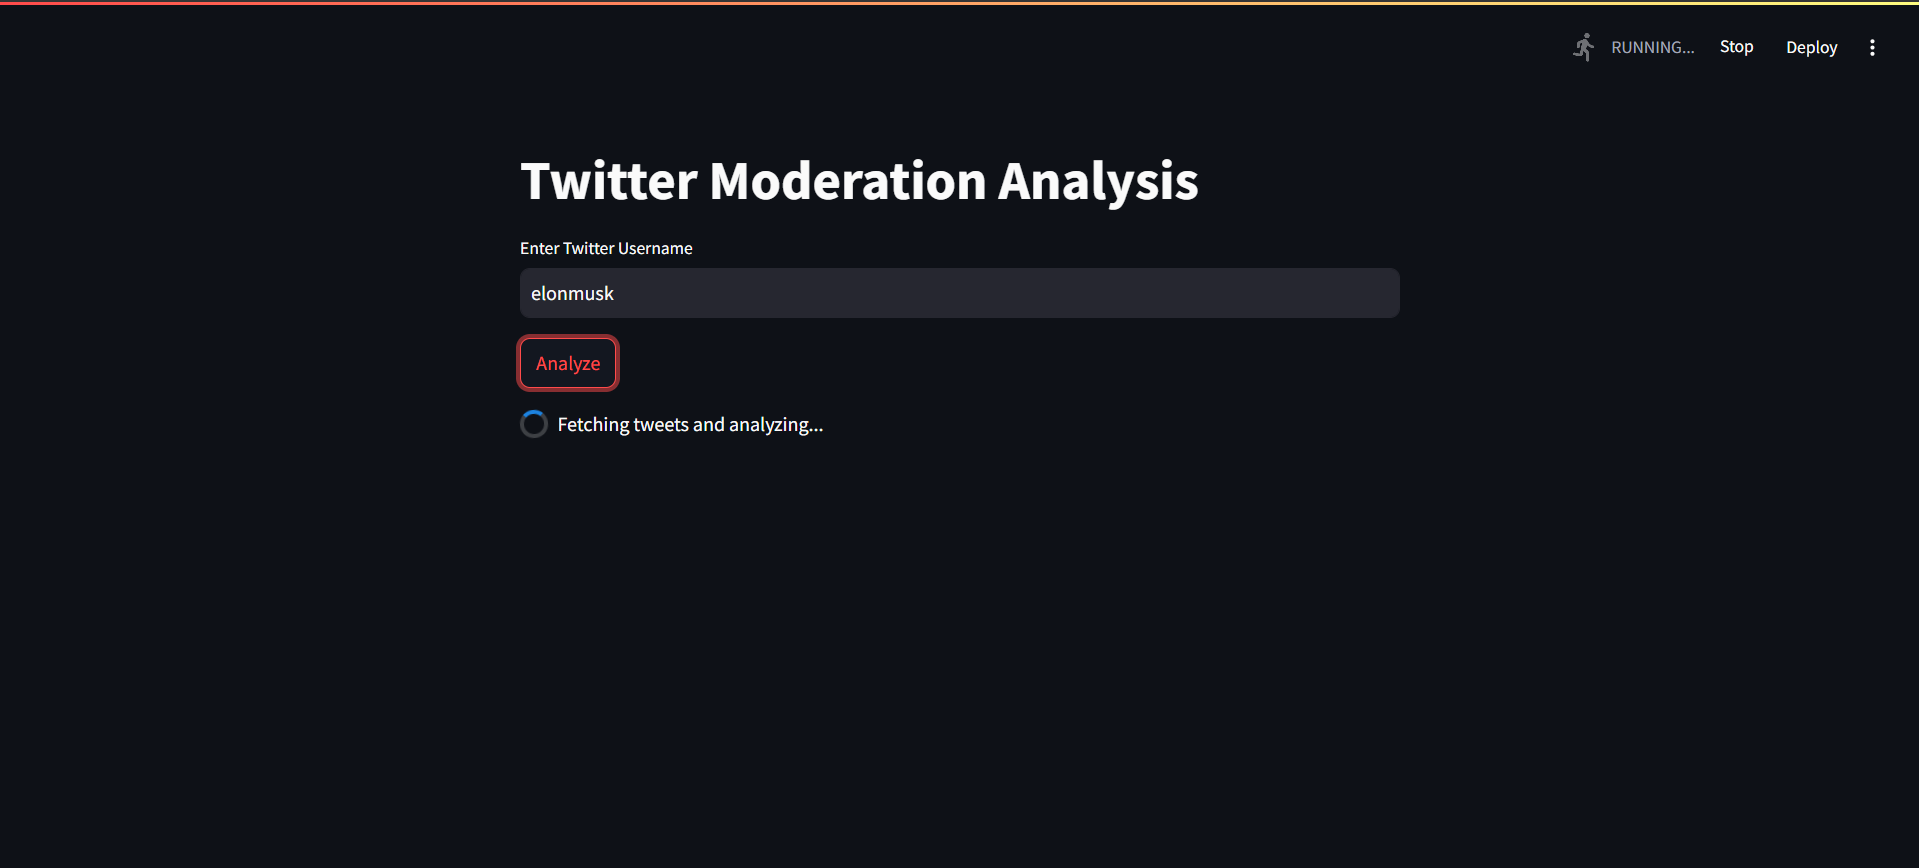 RUNNING... Stop Deploy
Twitter Moderation Analysis
Enter Twitter Username
elonmusk
Analyze
Fetching tweets and analyzing...